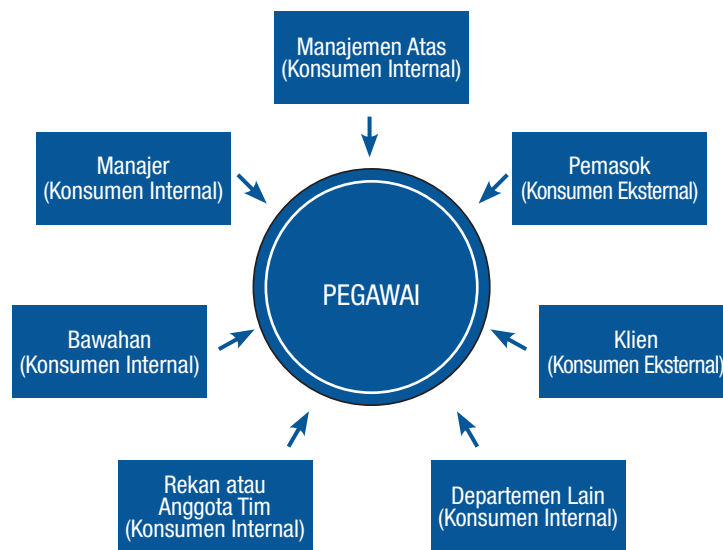 Manajemen Atas
(Konsumen Internal)
Manajer
(Konsumen Internal)
Pemasok
(Konsumen Eksternal)
PEGAWAI
Bawahan
(Konsumen Internal)
Klien
(Konsumen Eksternal)
Rekan atau
Anggota Tim
(Konsumen Internal)
Departemen Lain
(Konsumen Internal)